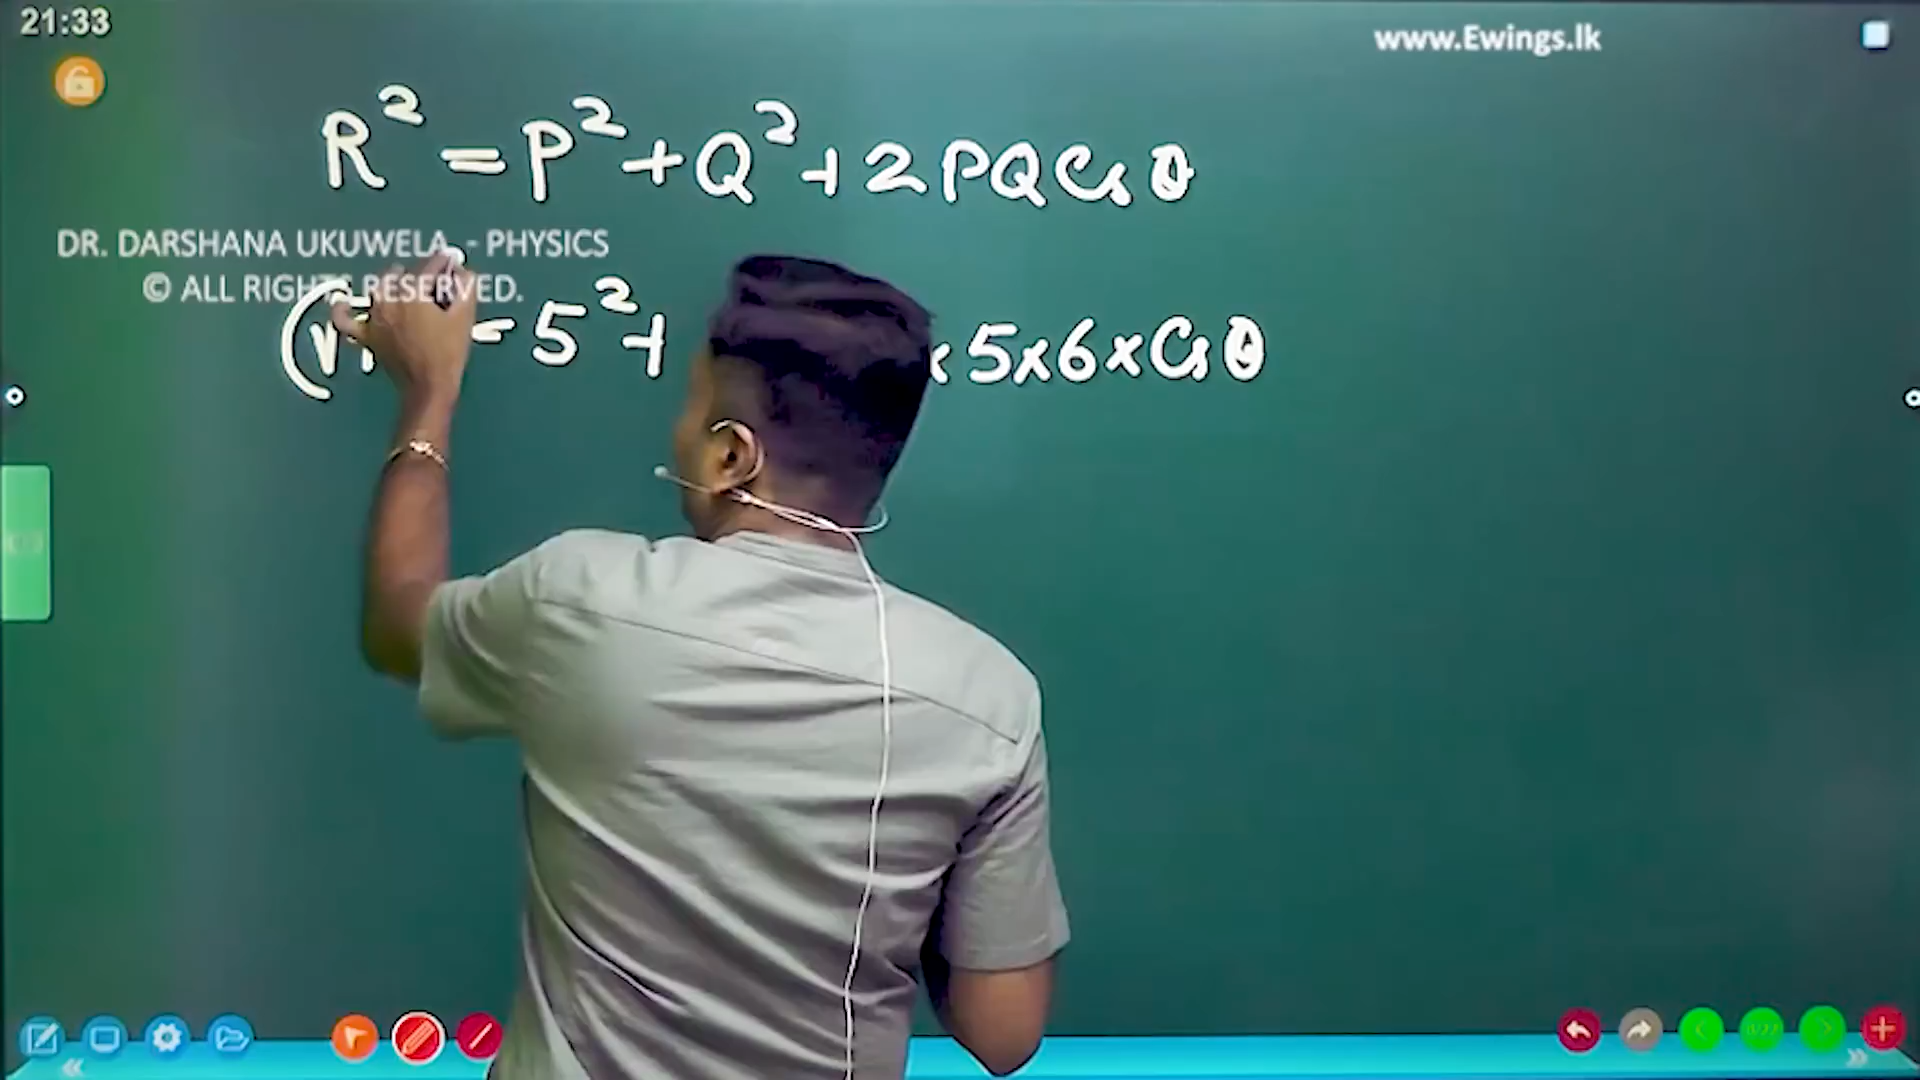 21:33
www.Ewings.lk
R² = P² + Q² + 2PQ Cos θ
DR. DARSHANA UKUWELA - PHYSICS
© ALL RIGHTS RESERVED.
( = 5² + × 5 × 6 × Cos θ